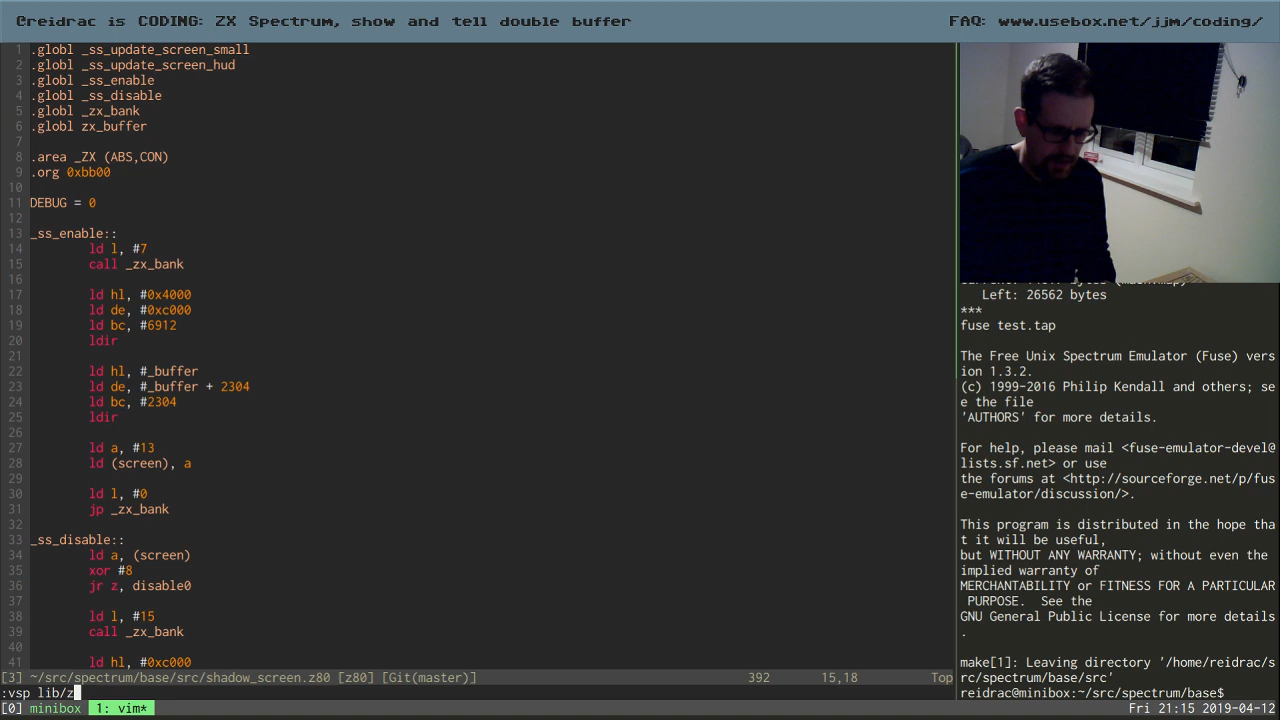 @reidrac is CODING: ZX Spectrum, show and tell double buffer
FAQ: www.usebox.net/jjm/coding/
1 .globl _ss_update_screen_small
2 .globl _ss_update_screen_hud
3 .globl _ss_enable
4 .globl _ss_disable
5 .globl _zx_bank
6 .globl zx_buffer
7
8 .area _ZX (ABS,CON)
9 .org 0xbb00
10
11 DEBUG = 0
12
13 _ss_enable::
14 ld l, #7
15 call _zx_bank
16
17 ld hl, #0x4000
18 ld de, #0xc000
19 ld bc, #6912
20 ldir
21
22 ld hl, #_buffer
23 ld de, #_buffer + 2304
24 ld bc, #2304
25 ldir
26
27 ld a, #13
28 ld (screen), a
29
30 ld l, #0
31 jp _zx_bank
32
33 _ss_disable::
34 ld a, (screen)
35 xor #8
36 jr z, disable0
37
38 ld l, #15
39 call _zx_bank
40
41 ld hl, #0xc000
[3] ~/src/spectrum/base/src/shadow_screen.z80 [z80] [Git(master)] 392 15,18 Top
:vsp lib/z
Left: 26562 bytes
***
fuse test.tap
The Free Unix Spectrum Emulator (Fuse) vers
ion 1.3.2.
(c) 1999-2016 Philip Kendall and others; se
e the file
'AUTHORS' for more details.
For help, please mail <fuse-emulator-devel@
lists.sf.net> or use
the forums at <http://sourceforge.net/p/fus
e-emulator/discussion/>.
This program is distributed in the hope tha
t it will be useful,
but WITHOUT ANY WARRANTY; without even the
implied warranty of
MERCHANTABILITY or FITNESS FOR A PARTICULAR
PURPOSE.  See the
GNU General Public License for more details
.
make[1]: Leaving directory '/home/reidrac/s
rc/spectrum/base/src'
reidrac@minibox:~/src/spectrum/base$
[0] minibox 1: vim* Fri 21:15 2019-04-12